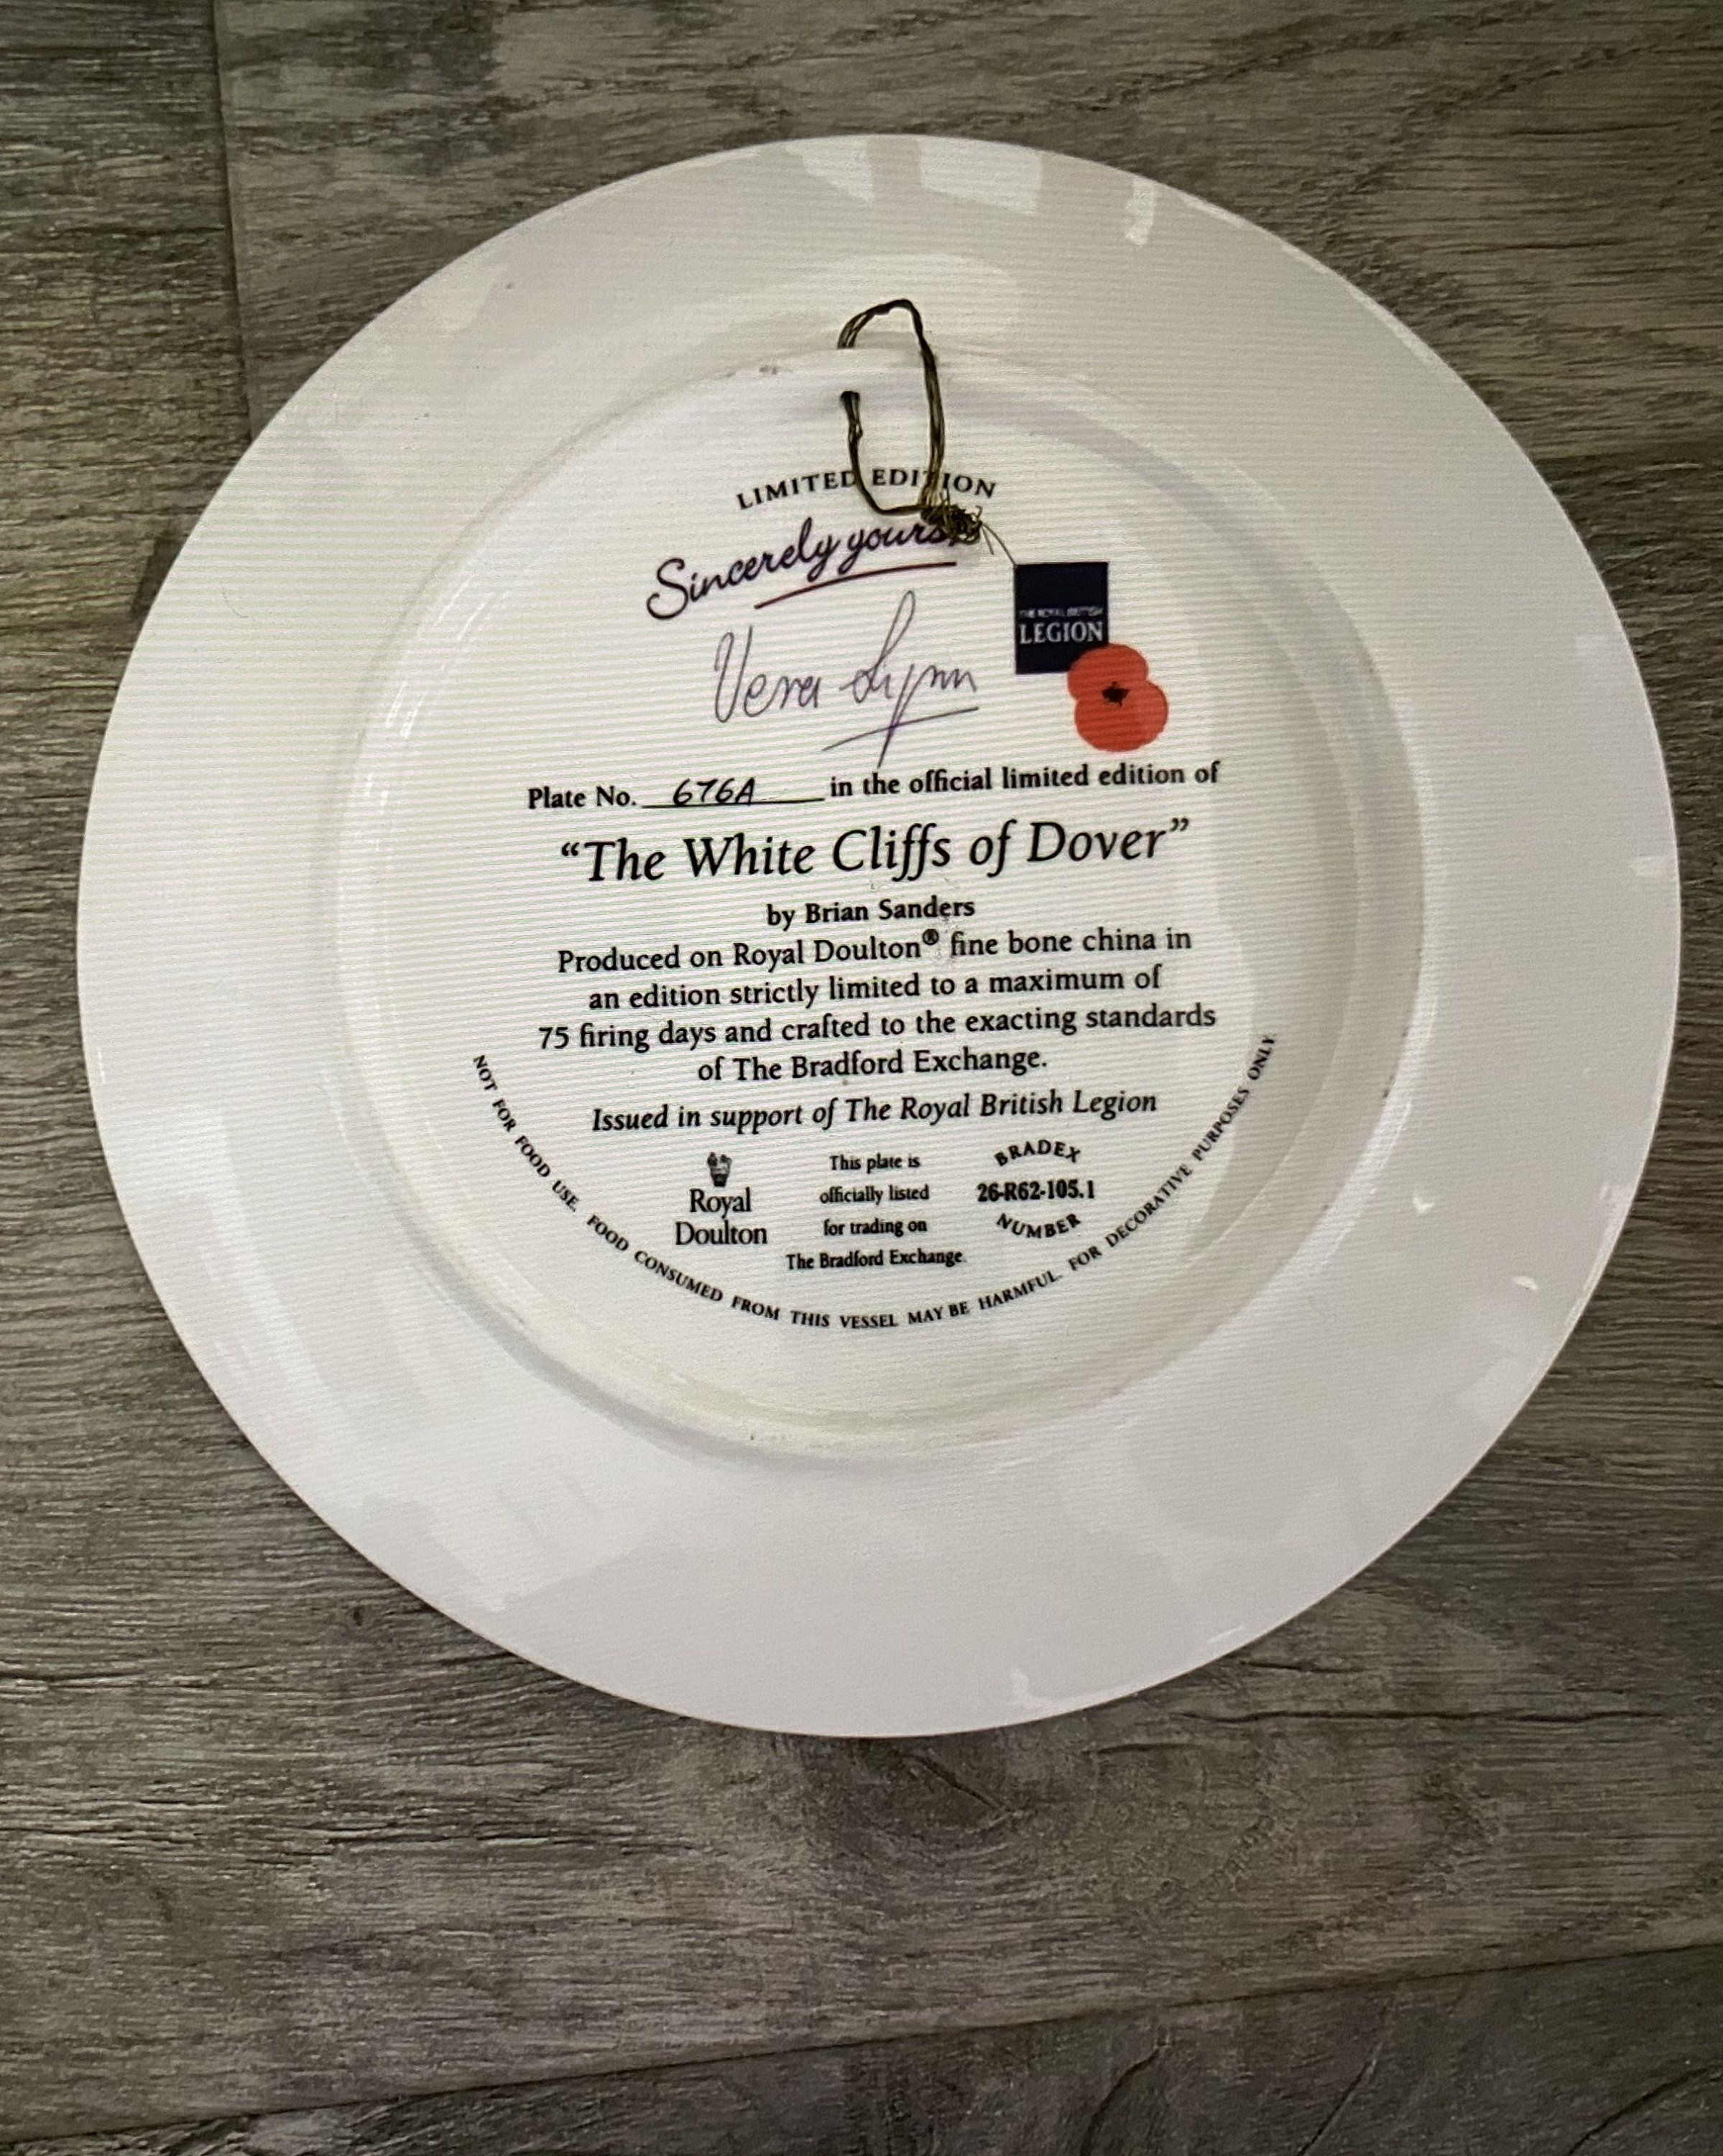 LIMITED EDITION
Sincerely yours
Vera Lynn
THE ROYAL BRITISH
LEGION
Plate No. 676A in the official limited edition of
“The White Cliffs of Dover”
by Brian Sanders
Produced on Royal Doulton® fine bone china in
an edition strictly limited to a maximum of
75 firing days and crafted to the exacting standards
of The Bradford Exchange.
Issued in support of The Royal British Legion
Royal
Doulton
This plate is
officially listed
for trading on
The Bradford Exchange.
BRADEX
26-R62-105.1
NUMBER
NOT FOR FOOD USE. FOOD CONSUMED FROM THIS VESSEL MAY BE HARMFUL. FOR DECORATIVE PURPOSES ONLY